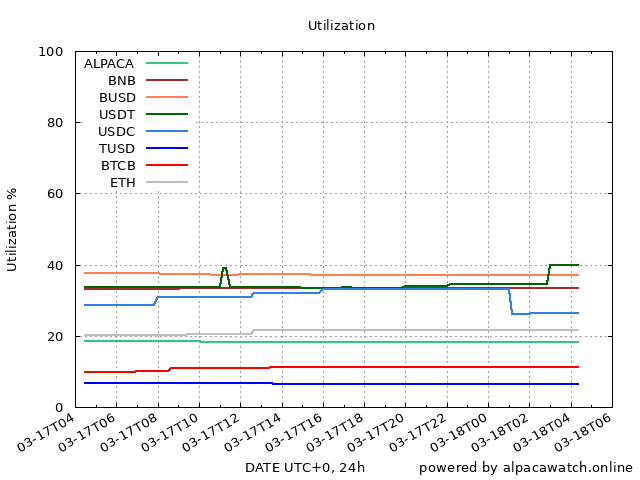 Utilization
100
80
60
40
20
0
Utilization %
ALPACA
BNB
BUSD
USDT
USDC
TUSD
BTCB
ETH
03-17T04
03-17T06
03-17T08
03-17T10
03-17T12
03-17T14
03-17T16
03-17T18
03-17T20
03-17T22
03-18T00
03-18T02
03-18T04
03-18T06
DATE UTC+0, 24h
powered by alpacawatch.online